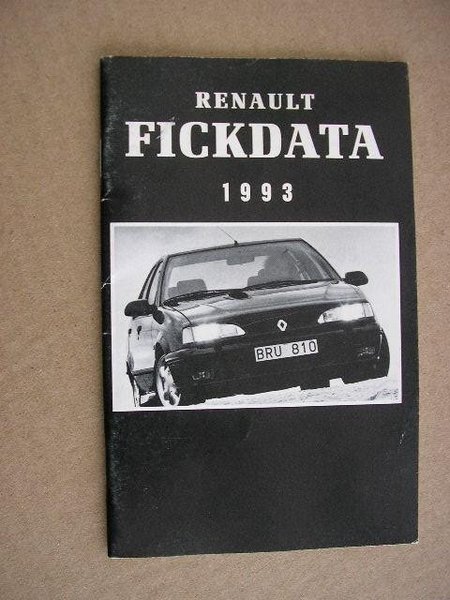 RENAULT
FICKDATA
1993
BRU 810